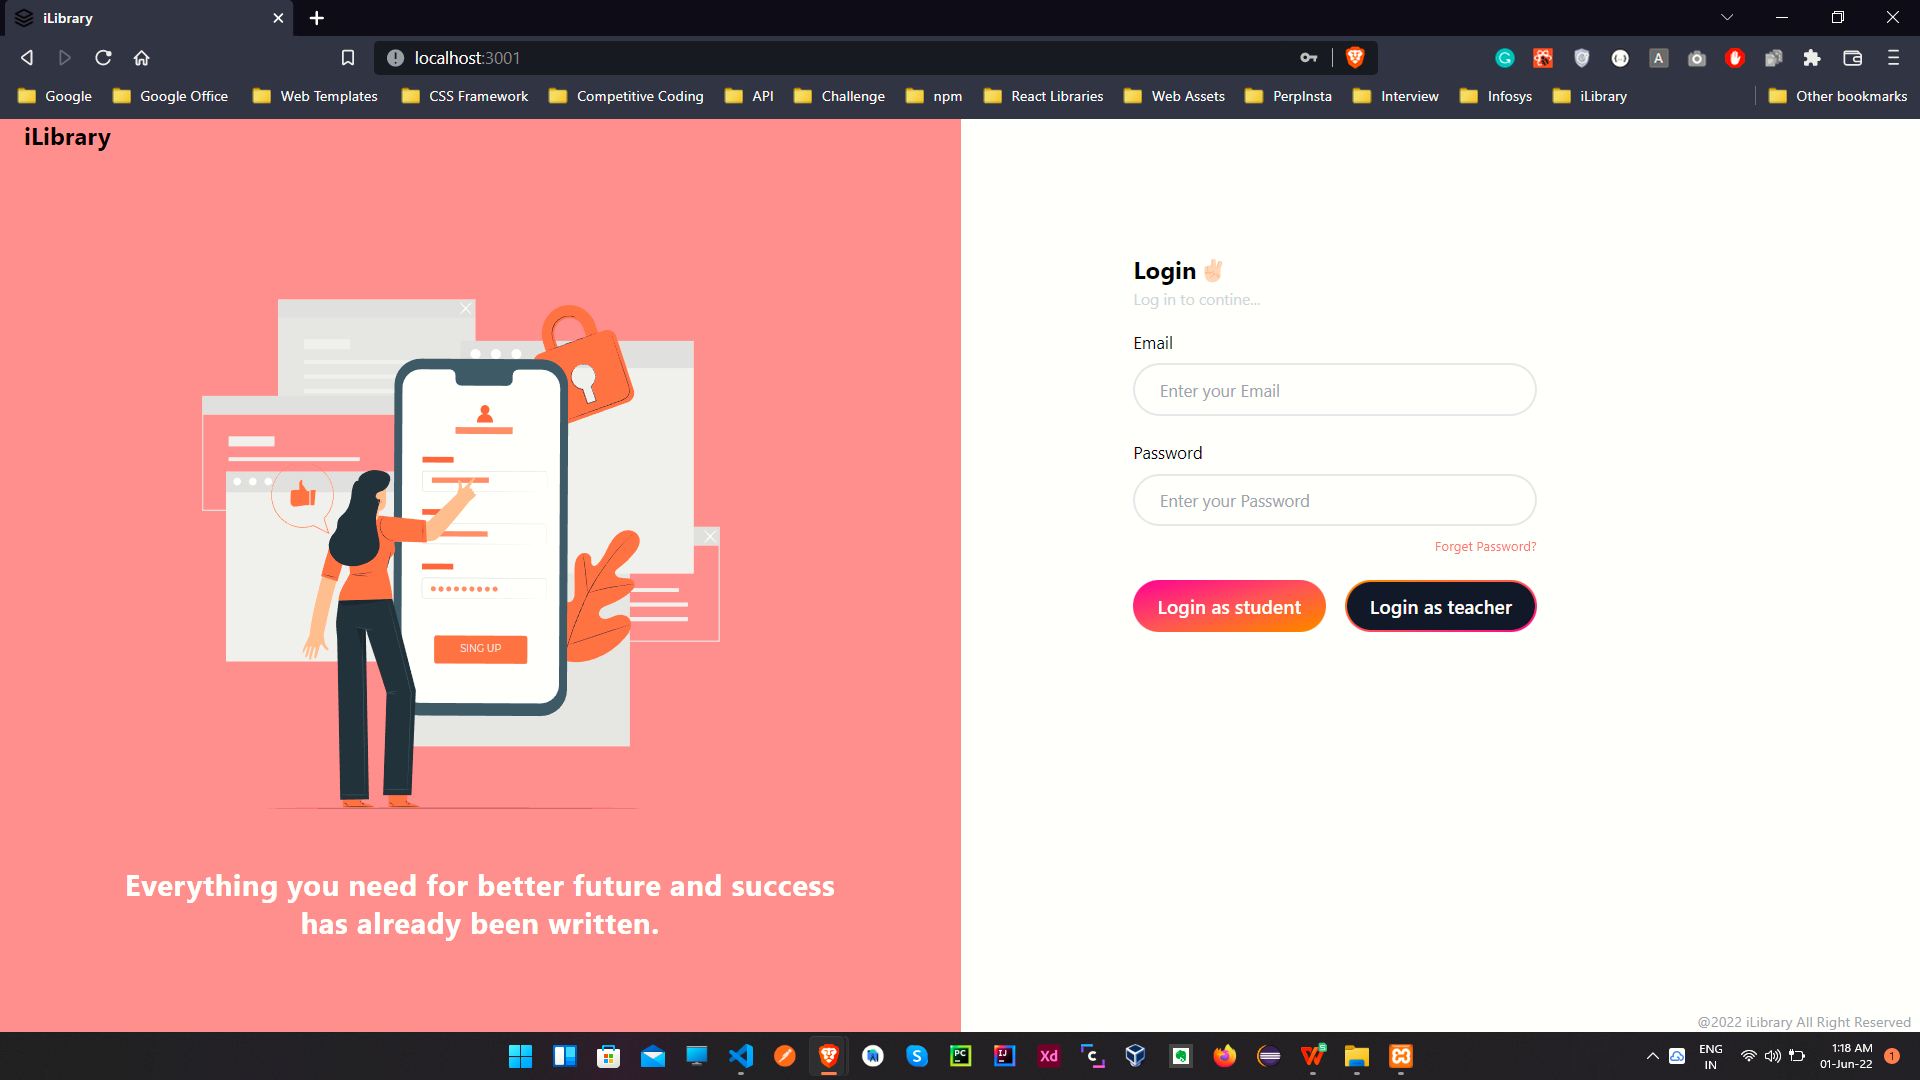 iLibrary
localhost:3001
Google Google Office Web Templates CSS Framework Competitive Coding API Challenge npm React Libraries Web Assets PerpInsta Interview Infosys iLibrary Other bookmarks
iLibrary
SING UP
Everything you need for better future and success
has already been written.
Login ✌🏻
Log in to contine...
Email
Enter your Email
Password
Enter your Password
Forget Password?
Login as student Login as teacher
@2022 iLibrary All Right Reserved
ENG
IN
1:18 AM
01-Jun-22
1